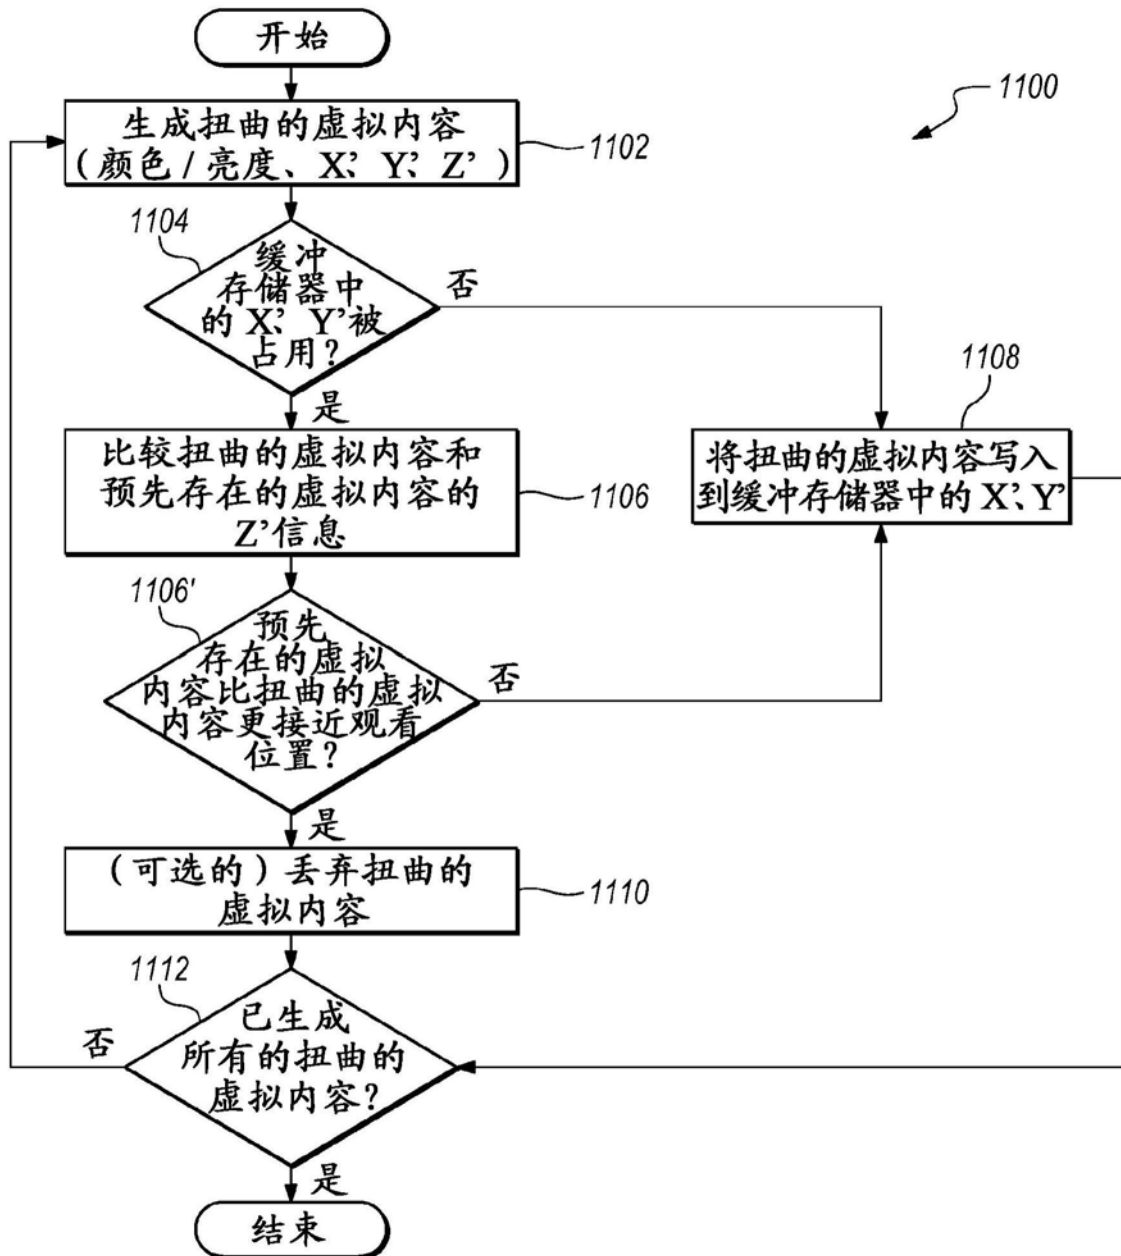 开始
1100
生成扭曲的虚拟内容
(颜色/亮度、X’、Y’、Z’)
1102
1104
缓冲
存储器中
的X’、Y’被
占用?
否
是
1108
将扭曲的虚拟内容写入
到缓冲存储器中的X’、Y’
比较扭曲的虚拟内容和
预先存在的虚拟内容的
Z’信息
1106
1106'
预先
存在的虚拟
内容比扭曲的虚拟
内容更接近观看
位置?
否
是
(可选的)丢弃扭曲的
虚拟内容
1110
1112
已生成
所有的扭曲的
虚拟内容?
否
是
结束